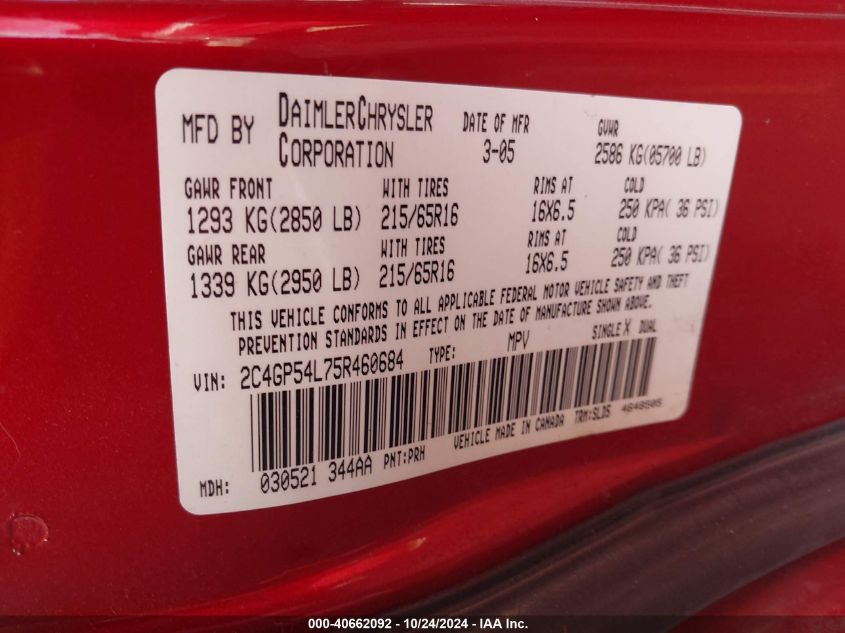 MFD BY DAIMLERCHRYSLER CORPORATION
DATE OF MFR
3-05
GVWR
2586 KG(05700 LB)
GAWR FRONT WITH TIRES RIMS AT COLD
1293 KG(2850 LB) 215/65R16 16X6.5 250 KPA( 36 PSI)
GAWR REAR WITH TIRES RIMS AT COLD
1339 KG(2950 LB) 215/65R16 16X6.5 250 KPA( 36 PSI)
THIS VEHICLE CONFORMS TO ALL APPLICABLE FEDERAL MOTOR VEHICLE SAFETY AND THEFT
PREVENTION STANDARDS IN EFFECT ON THE DATE OF MANUFACTURE SHOWN ABOVE.
VIN: 2C4GP54L75R460684 TYPE: MPV SINGLE X DUAL
VEHICLE MADE IN CANADA TRM:SLD5 4648505
MDH: 030521 344AA PNT:PRH
000-40662092 • 10/24/2024 - IAA Inc.